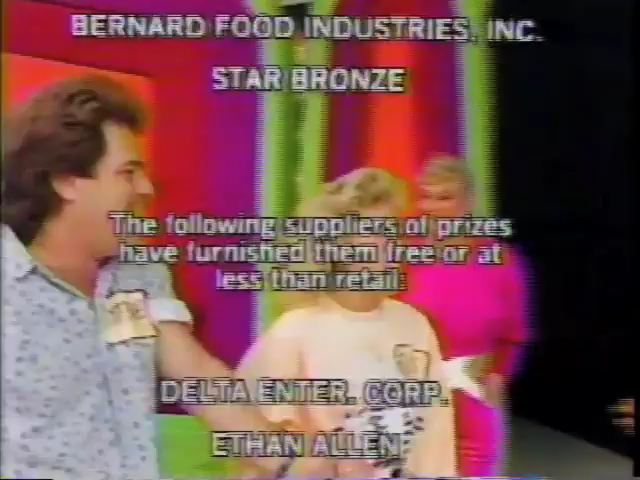 BERNARD FOOD INDUSTRIES, INC.
STAR BRONZE
The following suppliers of prizes
have furnished them free or at
less than retail:
DELTA ENTER. CORP.
ETHAN ALLEN